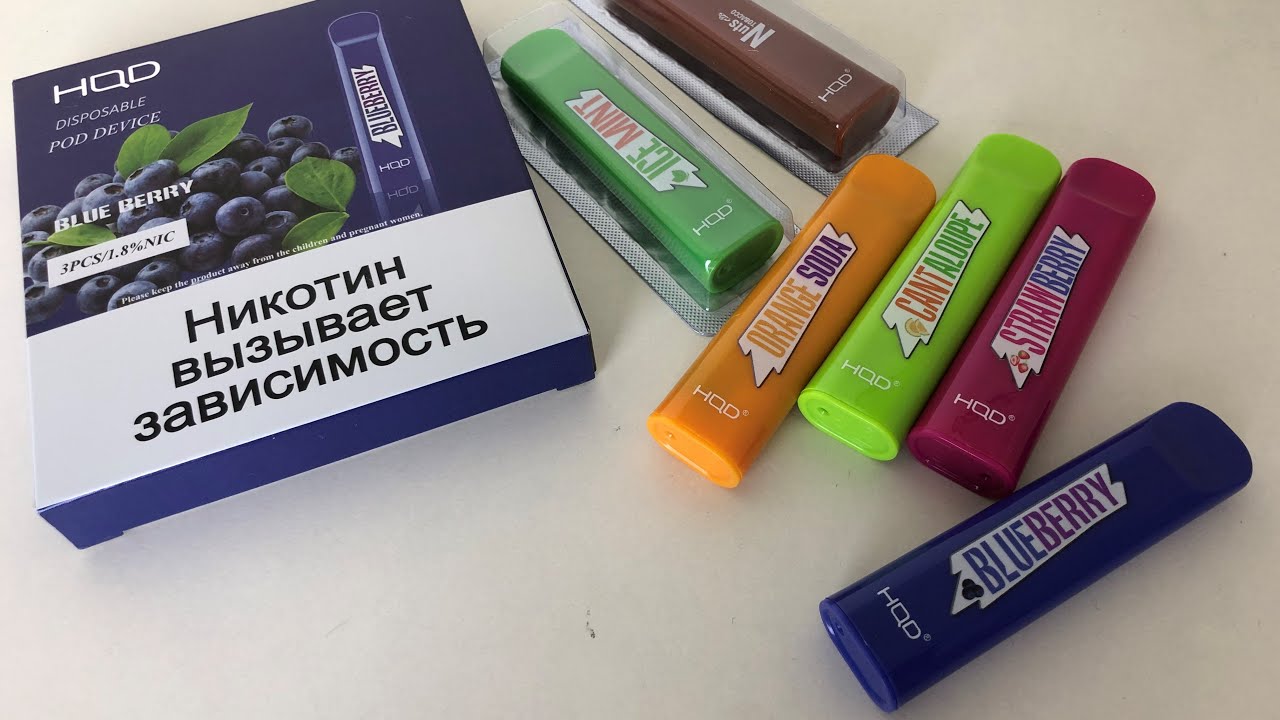 HQD
DISPOSABLE
POD DEVICE
BLUE BERRY
3PCS/1.8%NIC
Please keep the product away from the children and pregnant women.
BLUEBERRY
HQD
HQD
Никотин
вызывает
зависимость
ICE MINT
HQD®
Nuts
TOBACCO
HQD®
ORANGE SODA
HQD®
CANTALOUPE
HQD®
STRAWBERRY
HQD®
BLUEBERRY
HQD®